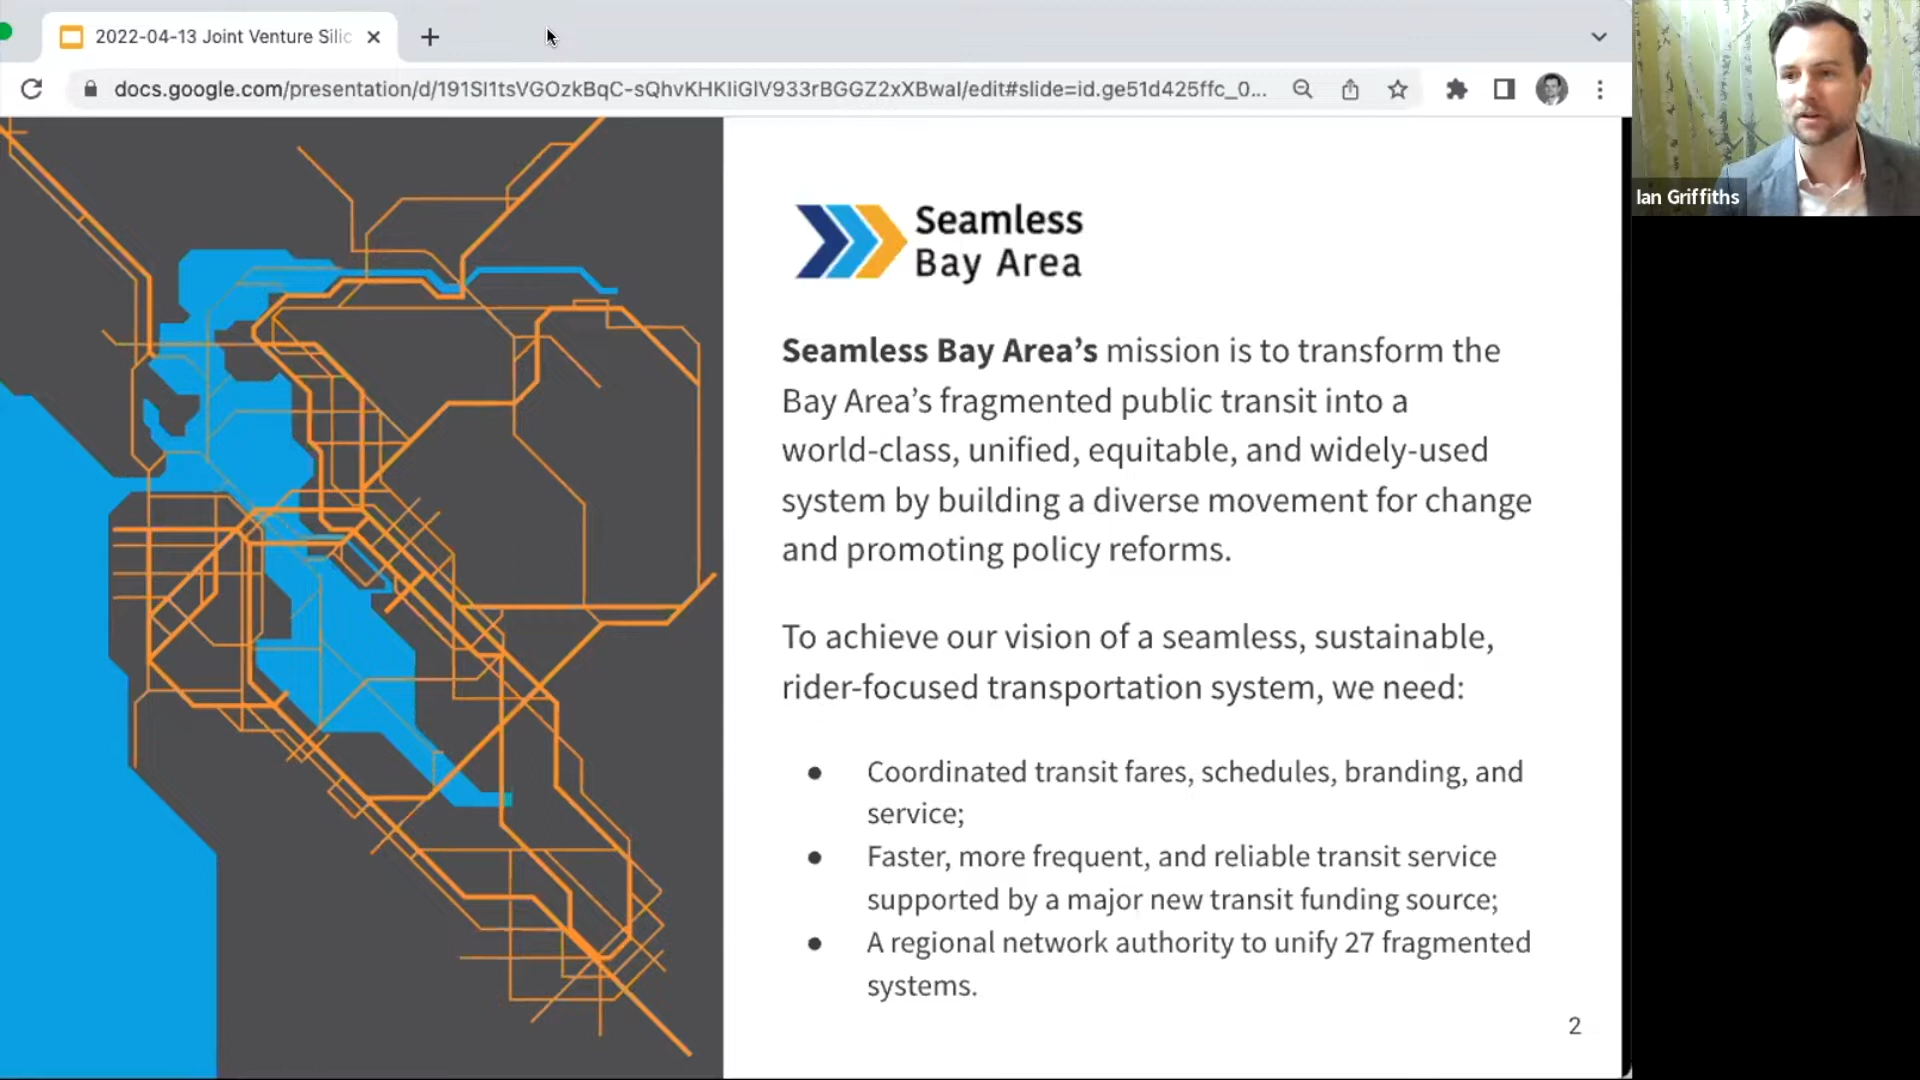 2022-04-13 Joint Venture Silic
docs.google.com/presentation/d/191SI1tsVGOzkBqC-sQhvKHKIiGlV933rBGGZ2xXBwaI/edit#slide=id.ge51d425ffc_0...
Ian Griffiths
Seamless
Bay Area
Seamless Bay Area’s mission is to transform the
Bay Area’s fragmented public transit into a
world-class, unified, equitable, and widely-used
system by building a diverse movement for change
and promoting policy reforms.
To achieve our vision of a seamless, sustainable,
rider-focused transportation system, we need:
● Coordinated transit fares, schedules, branding, and
service;
● Faster, more frequent, and reliable transit service
supported by a major new transit funding source;
● A regional network authority to unify 27 fragmented
systems.
2